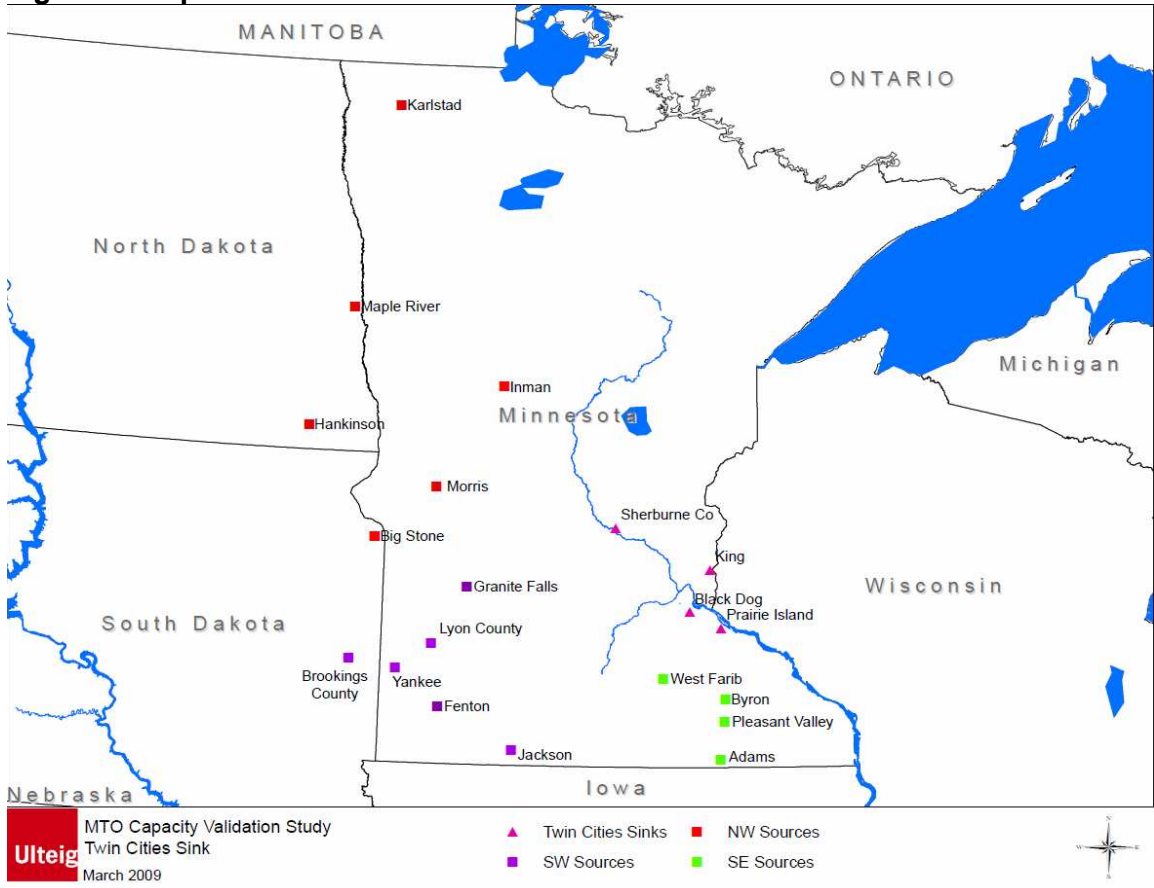 MANITOBA
ONTARIO
Karlstad
North Dakota
Maple River
Michigan
Inman
Minnesota
Hankinson
Morris
Sherburne Co
Big Stone
King
Granite Falls
Wisconsin
Black Dog
Prairie Island
South Dakota
Lyon County
Brookings
County
Yankee
West Farib
Byron
Fenton
Pleasant Valley
Jackson
Adams
Iowa
Nebraska
Ulteig
MTO Capacity Validation Study
Twin Cities Sink
March 2009
Twin Cities Sinks
NW Sources
SW Sources
SE Sources
N
W
E
S